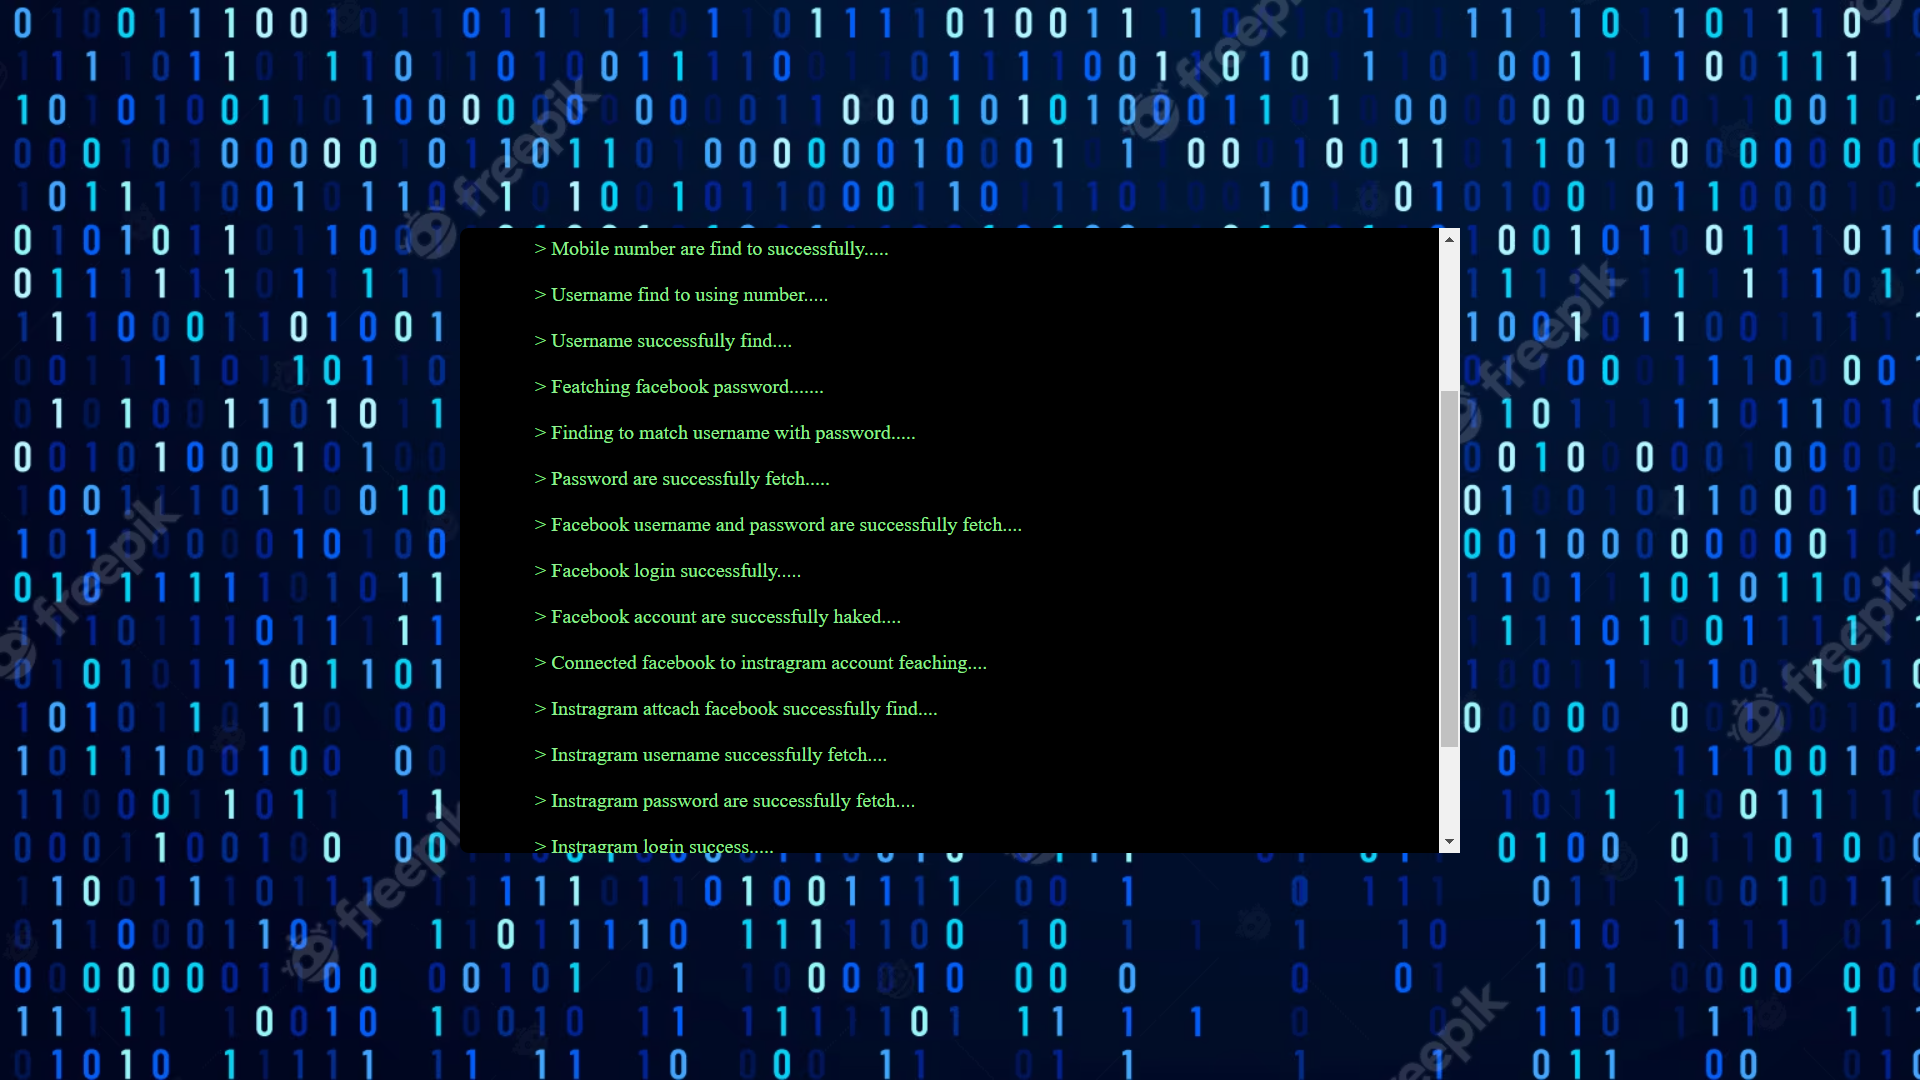 > Mobile number are find to successfully.....
> Username find to using number.....
> Username successfully find....
> Featching facebook password.......
> Finding to match username with password.....
> Password are successfully fetch.....
> Facebook username and password are successfully fetch....
> Facebook login successfully.....
> Facebook account are successfully haked....
> Connected facebook to instragram account feaching....
> Instragram attcach facebook successfully find....
> Instragram username successfully fetch....
> Instragram password are successfully fetch....
> Instragram login success.....
freepik
freepik
freepik
freepik
freepik
freepik
freepik